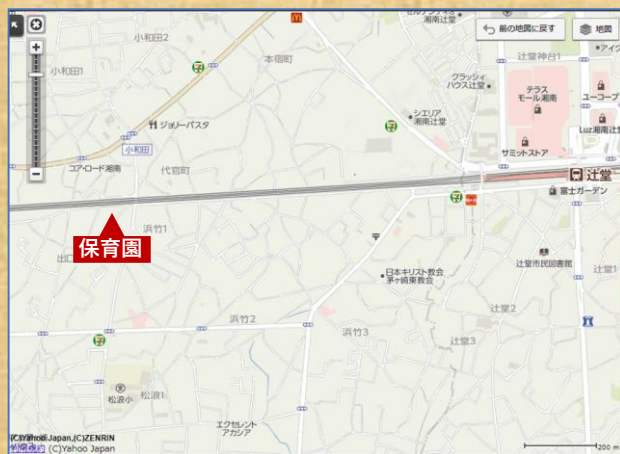 小和田2
本宿町
湘南辻堂
前の地図に戻す
地図
小和田1
辻堂神台1
クラッシィ
ハウス辻堂
テラス
モール湘南
ユーコープ
シエリア
湘南辻堂
ジョリーパスタ
Luz湘南辻堂
小和田
サミットストア
コア・ロード湘南
代官町
辻堂
富士ガーデン
浜竹1
保育園
出口
辻堂市民図書館
辻堂1
日本キリスト教会
茅ヶ崎東教会
辻堂2
浜竹2
浜竹3
辻堂3
松浪小
松浪1
エクセレント
アカシア
(C)Yahoo Japan,(C)ZENRIN
(C)Yahoo Japan
200 m